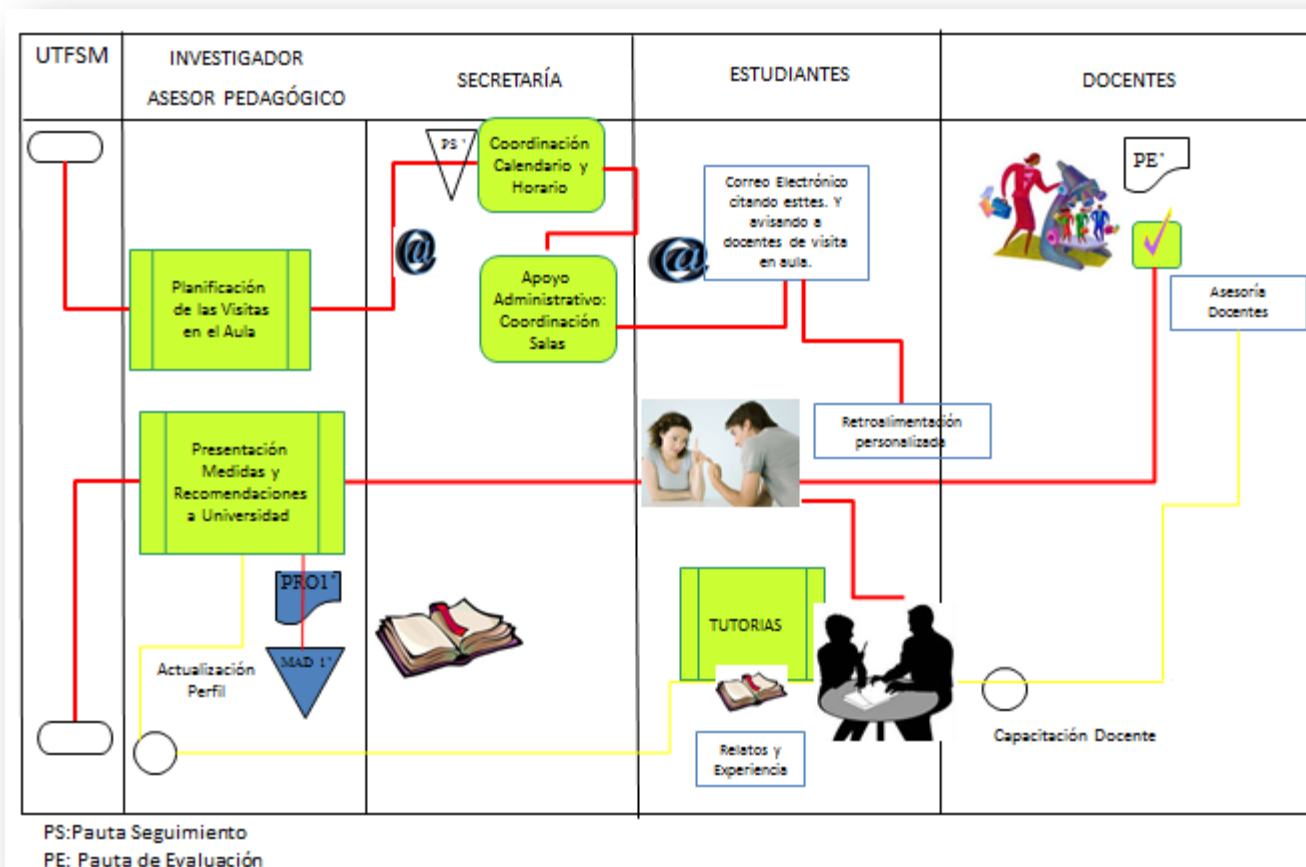 UTFSM
INVESTIGADOR
ASESOR PEDAGÓGICO
SECRETARÍA
ESTUDIANTES
DOCENTES
PS *
Coordinación
Calendario y
Horario
Correo Electrónico
citando esttes. Y
avisando a
docentes de visita
en aula.
PE*
Planificación
de las Visitas
en el Aula
Apoyo
Administrativo:
Coordinación
Salas
Asesoría
Docentes
Retroalimentación
personalizada
Presentación
Medidas y
Recomendaciones
a Universidad
PRO1*
MAD 1*
Actualización
Perfil
TUTORIAS
Relatos y
Experiencia
Capacitación Docente
PS:Pauta Seguimiento
PE: Pauta de Evaluación